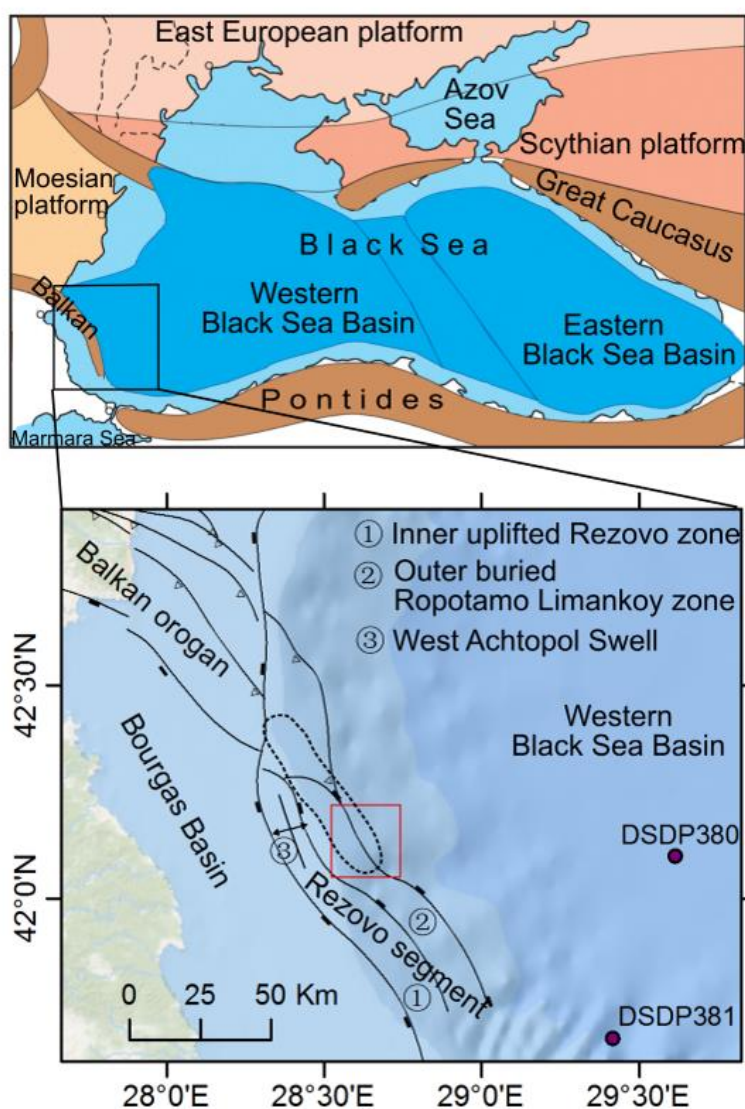 East European platform
Azov
Sea
Scythian platform
Moesian
platform
Great Caucasus
Black Sea
Balkan
Western
Black Sea Basin
Eastern
Black Sea Basin
Pontides
Marmara Sea
① Inner uplifted Rezovo zone
② Outer buried
Ropotamo Limankoy zone
③ West Achtopol Swell
Balkan orogan
42°30'N
Western
Black Sea Basin
Bourgas Basin
DSDP380
③
42°0'N
②
Rezovo segment
①
0 25 50 Km
DSDP381
28°0'E 28°30'E 29°0'E 29°30'E